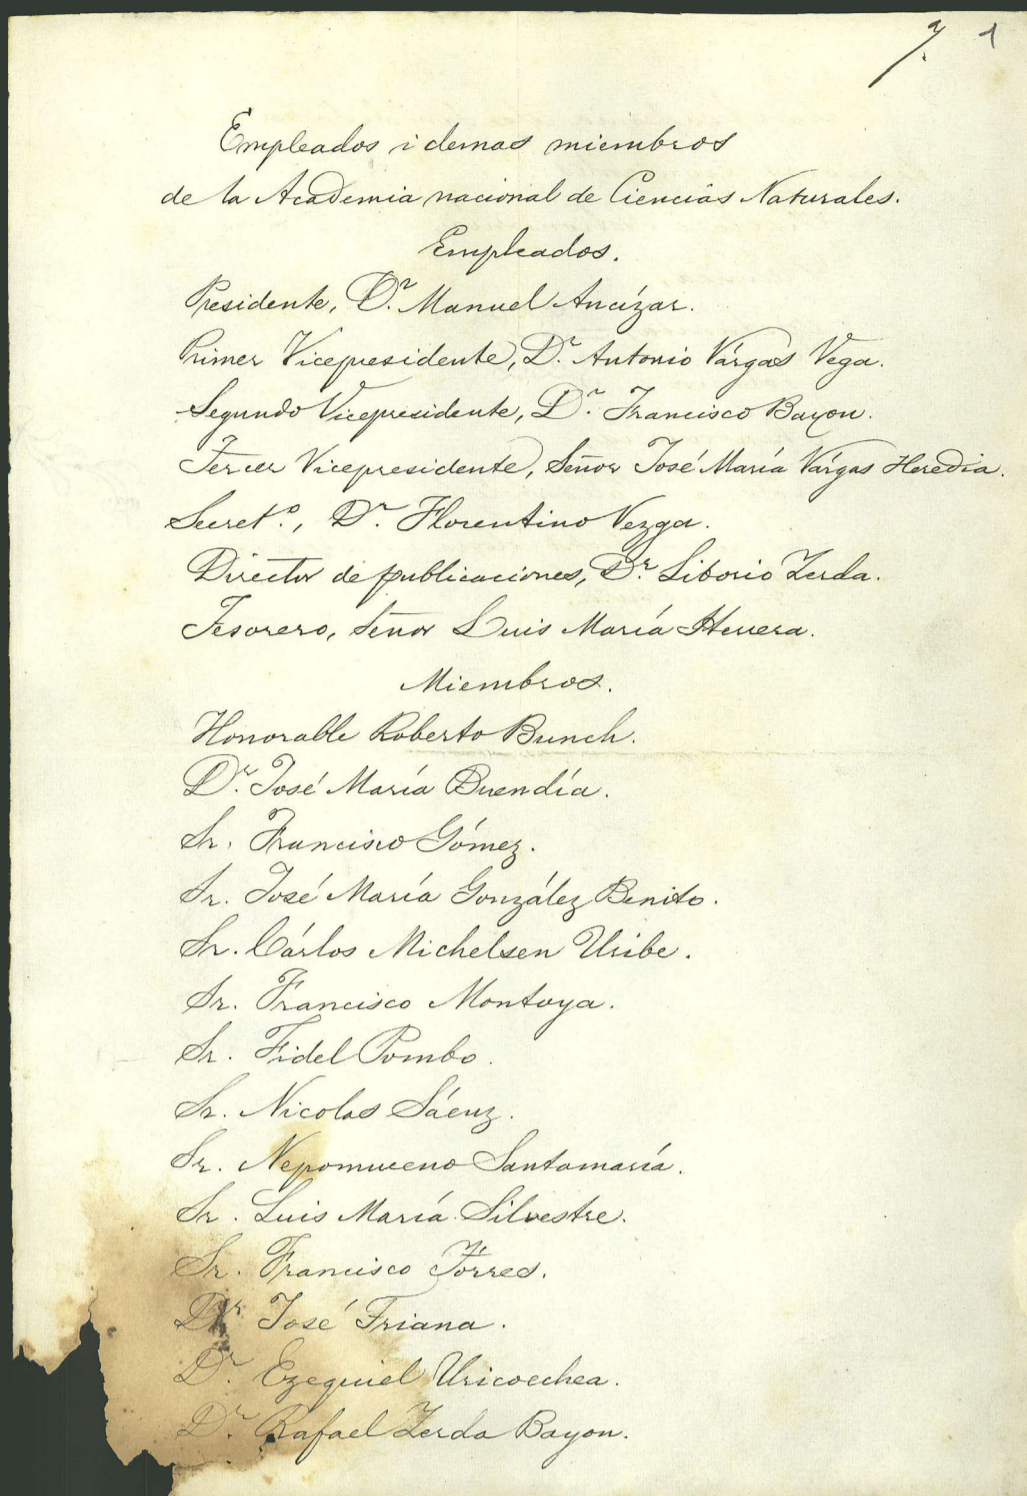 1
Empleados i demas miembros
de la Academia nacional de Ciencias Naturales.
Empleados.
Presidente, Dr. Manuel Ancízar.
Primer Vicepresidente, Dr. Antonio Várgas Vega.
Segundo Vicepresidente, Dr. Francisco Bayon.
Tercer Vicepresidente, Señor José María Várgas Heredia.
Secret.º, Dr. Florentino Vezga.
Director de publicaciones, Dr. Liborio Zerda.
Tesorero, Señor Luis María Herrera.
Miembros.
Honorable Roberto Bunch.
Dr. José María Buendía.
Sr. Francisco Gómez.
Sr. José María González Benito.
Sr. Cárlos Michelsen Uribe.
Sr. Francisco Montoya.
Sr. Fidel Pombo.
Sr. Nicolas Sáenz.
Sr. Nepomuceno Santamaría.
Sr. Luis María Silvestre.
Sr. Francisco Tórres.
Dr. José Triana.
Dr. Ezequiel Uricoechea.
Dr. Rafael Zerda Bayon.